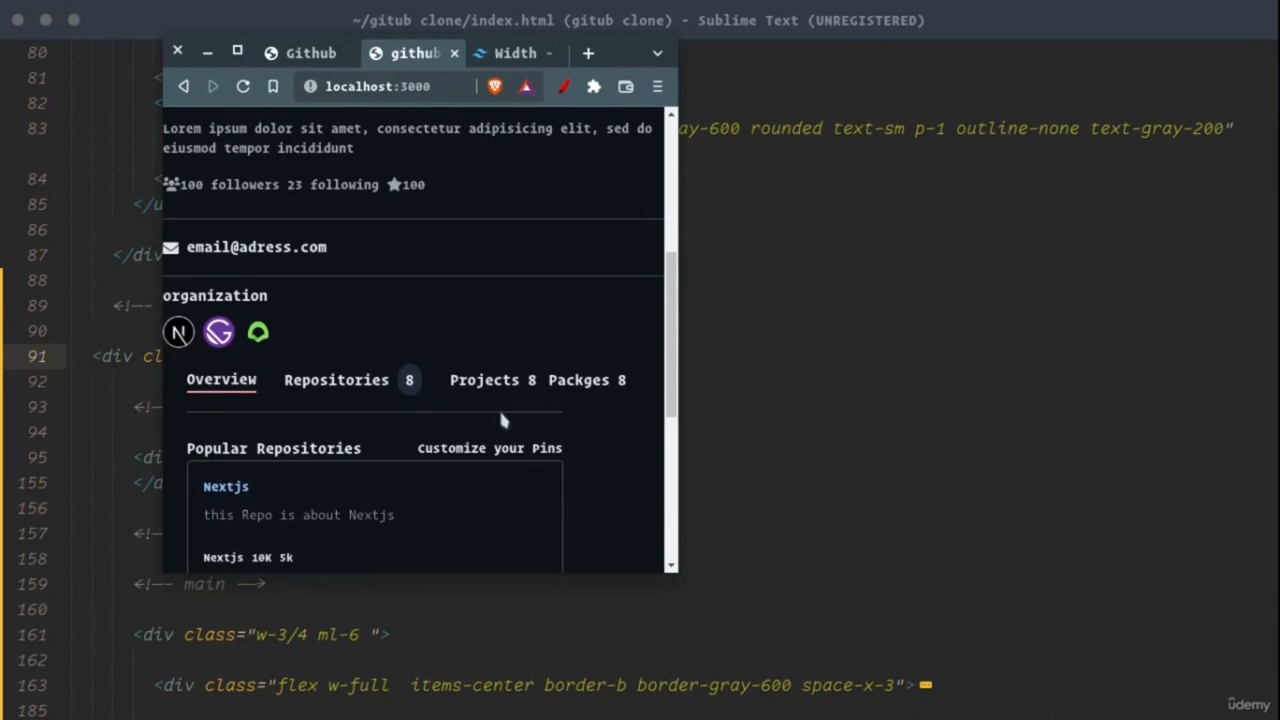 ~/gitub clone/index.html (gitub clone) - Sublime Text (UNREGISTERED)
Github
github
Width -
localhost:3000
80
81
82
83
84
85
86
87
88
89
90
91
92
93
94
95
155
156
157
158
159
160
161
162
163
185
ay-600 rounded text-sm p-1 outline-none text-gray-200"
</u
</div
<!--
<div cl
<!--
<di
</d
<!--
<!-- main -->
<div class="w-3/4 ml-6 ">
<div class="flex w-full items-center border-b border-gray-600 space-x-3">
Lorem ipsum dolor sit amet, consectetur adipisicing elit, sed do
eiusmod tempor incididunt
100 followers 23 following 100
email@adress.com
organization
N G
Overview Repositories 8 Projects 8 Packges 8
Popular Repositories Customize your Pins
Nextjs
this Repo is about Nextjs
Nextjs 10K 5k
ûdemy